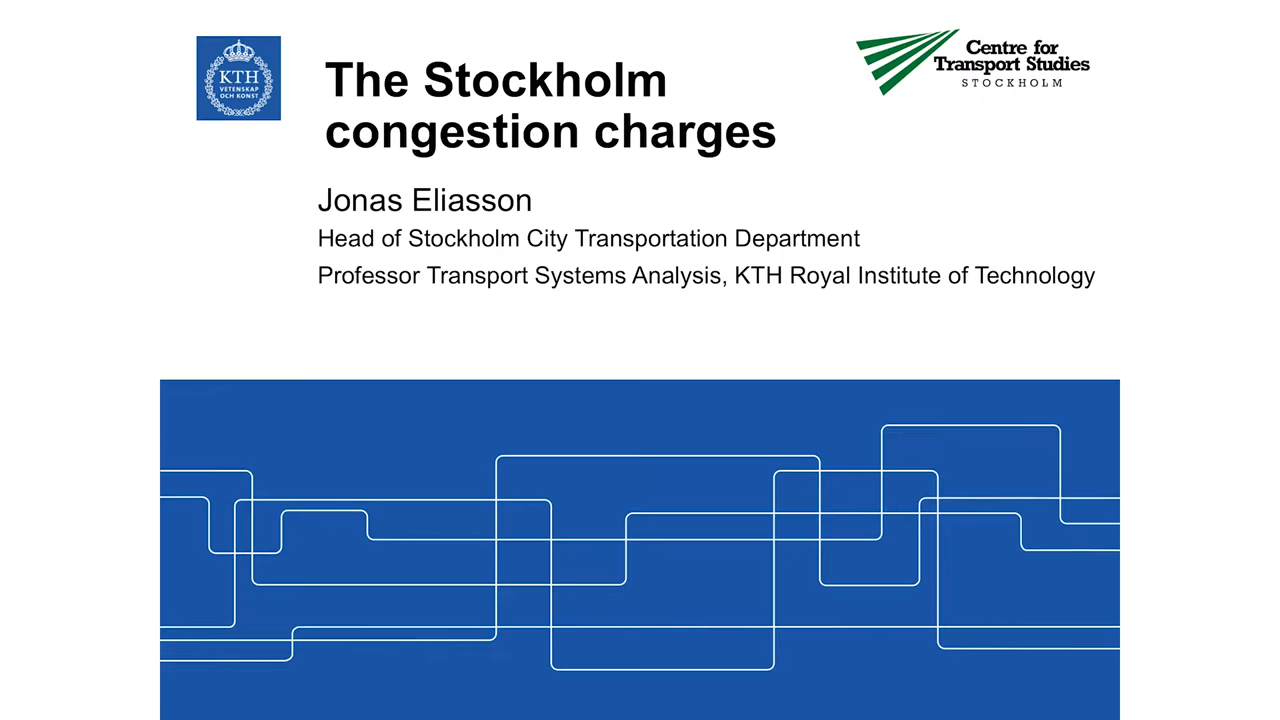 KTH
VETENSKAP
OCH KONST
The Stockholm
congestion charges
Centre for
Transport Studies
STOCKHOLM
Jonas Eliasson
Head of Stockholm City Transportation Department
Professor Transport Systems Analysis, KTH Royal Institute of Technology